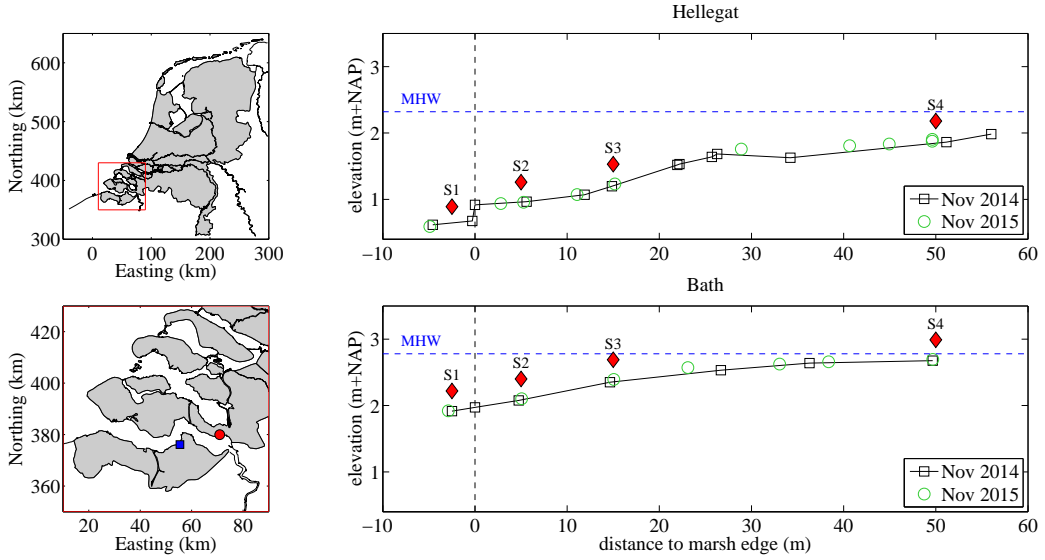 600
500
400
300
Northing (km)
0
100
200
300
Easting (km)
Hellegat
3
2
1
elevation (m+NAP)
MHW
S1
S2
S3
S4
Nov 2014
Nov 2015
−10
0
10
20
30
40
50
60
420
400
380
360
Northing (km)
20
40
60
80
Easting (km)
Bath
3
2
1
elevation (m+NAP)
MHW
S1
S2
S3
S4
Nov 2014
Nov 2015
−10
0
10
20
30
40
50
60
distance to marsh edge (m)